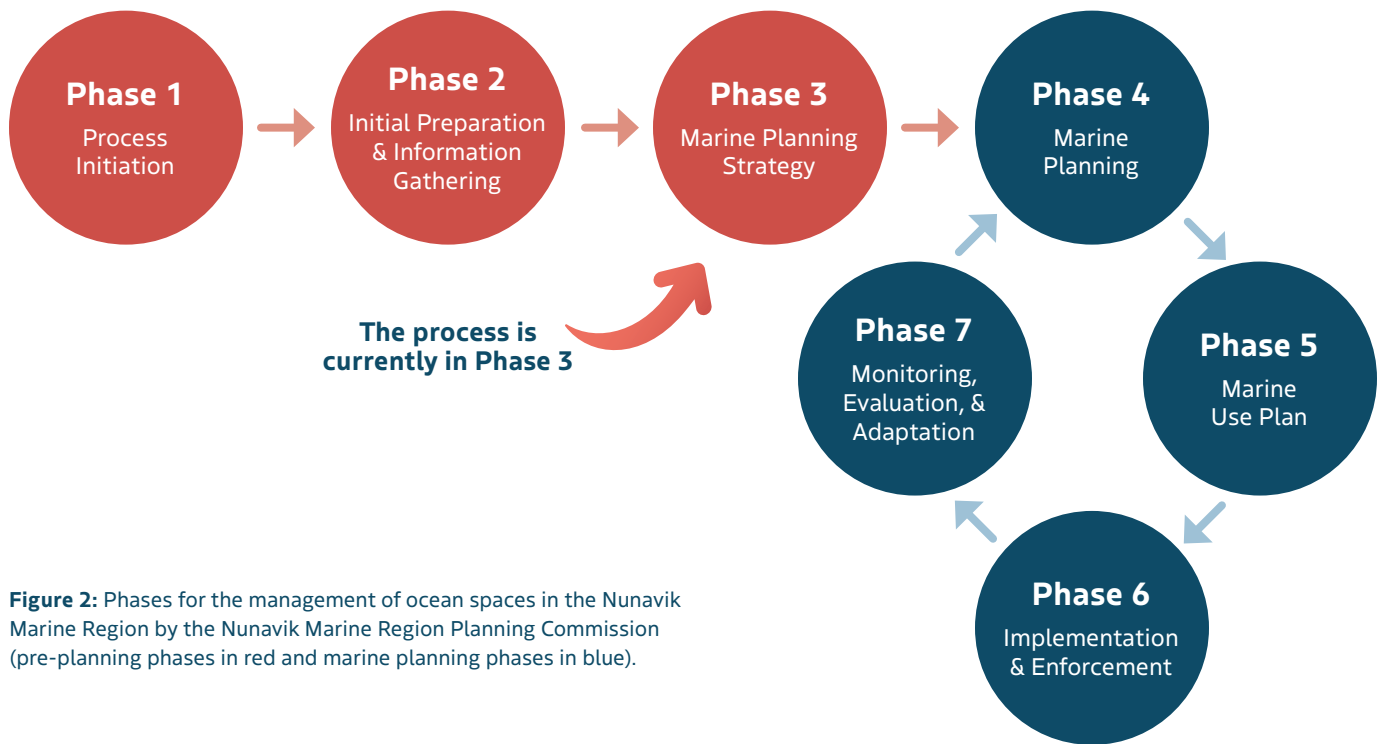 Phase 1
Process
Initiation
Phase 2
Initial Preparation
& Information
Gathering
Phase 3
Marine Planning
Strategy
Phase 4
Marine
Planning
The process is
currently in Phase 3
Phase 7
Monitoring,
Evaluation, &
Adaptation
Phase 5
Marine
Use Plan
Phase 6
Implementation
& Enforcement
Figure 2: Phases for the management of ocean spaces in the Nunavik
Marine Region by the Nunavik Marine Region Planning Commission
(pre-planning phases in red and marine planning phases in blue).